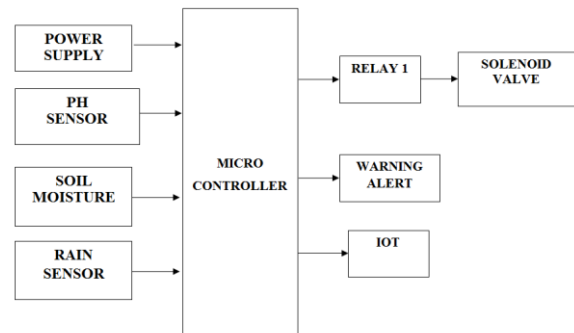 POWER
SUPPLY
PH
SENSOR
SOIL
MOISTURE
RAIN
SENSOR
MICRO
CONTROLLER
RELAY 1
SOLENOID
VALVE
WARNING
ALERT
IOT